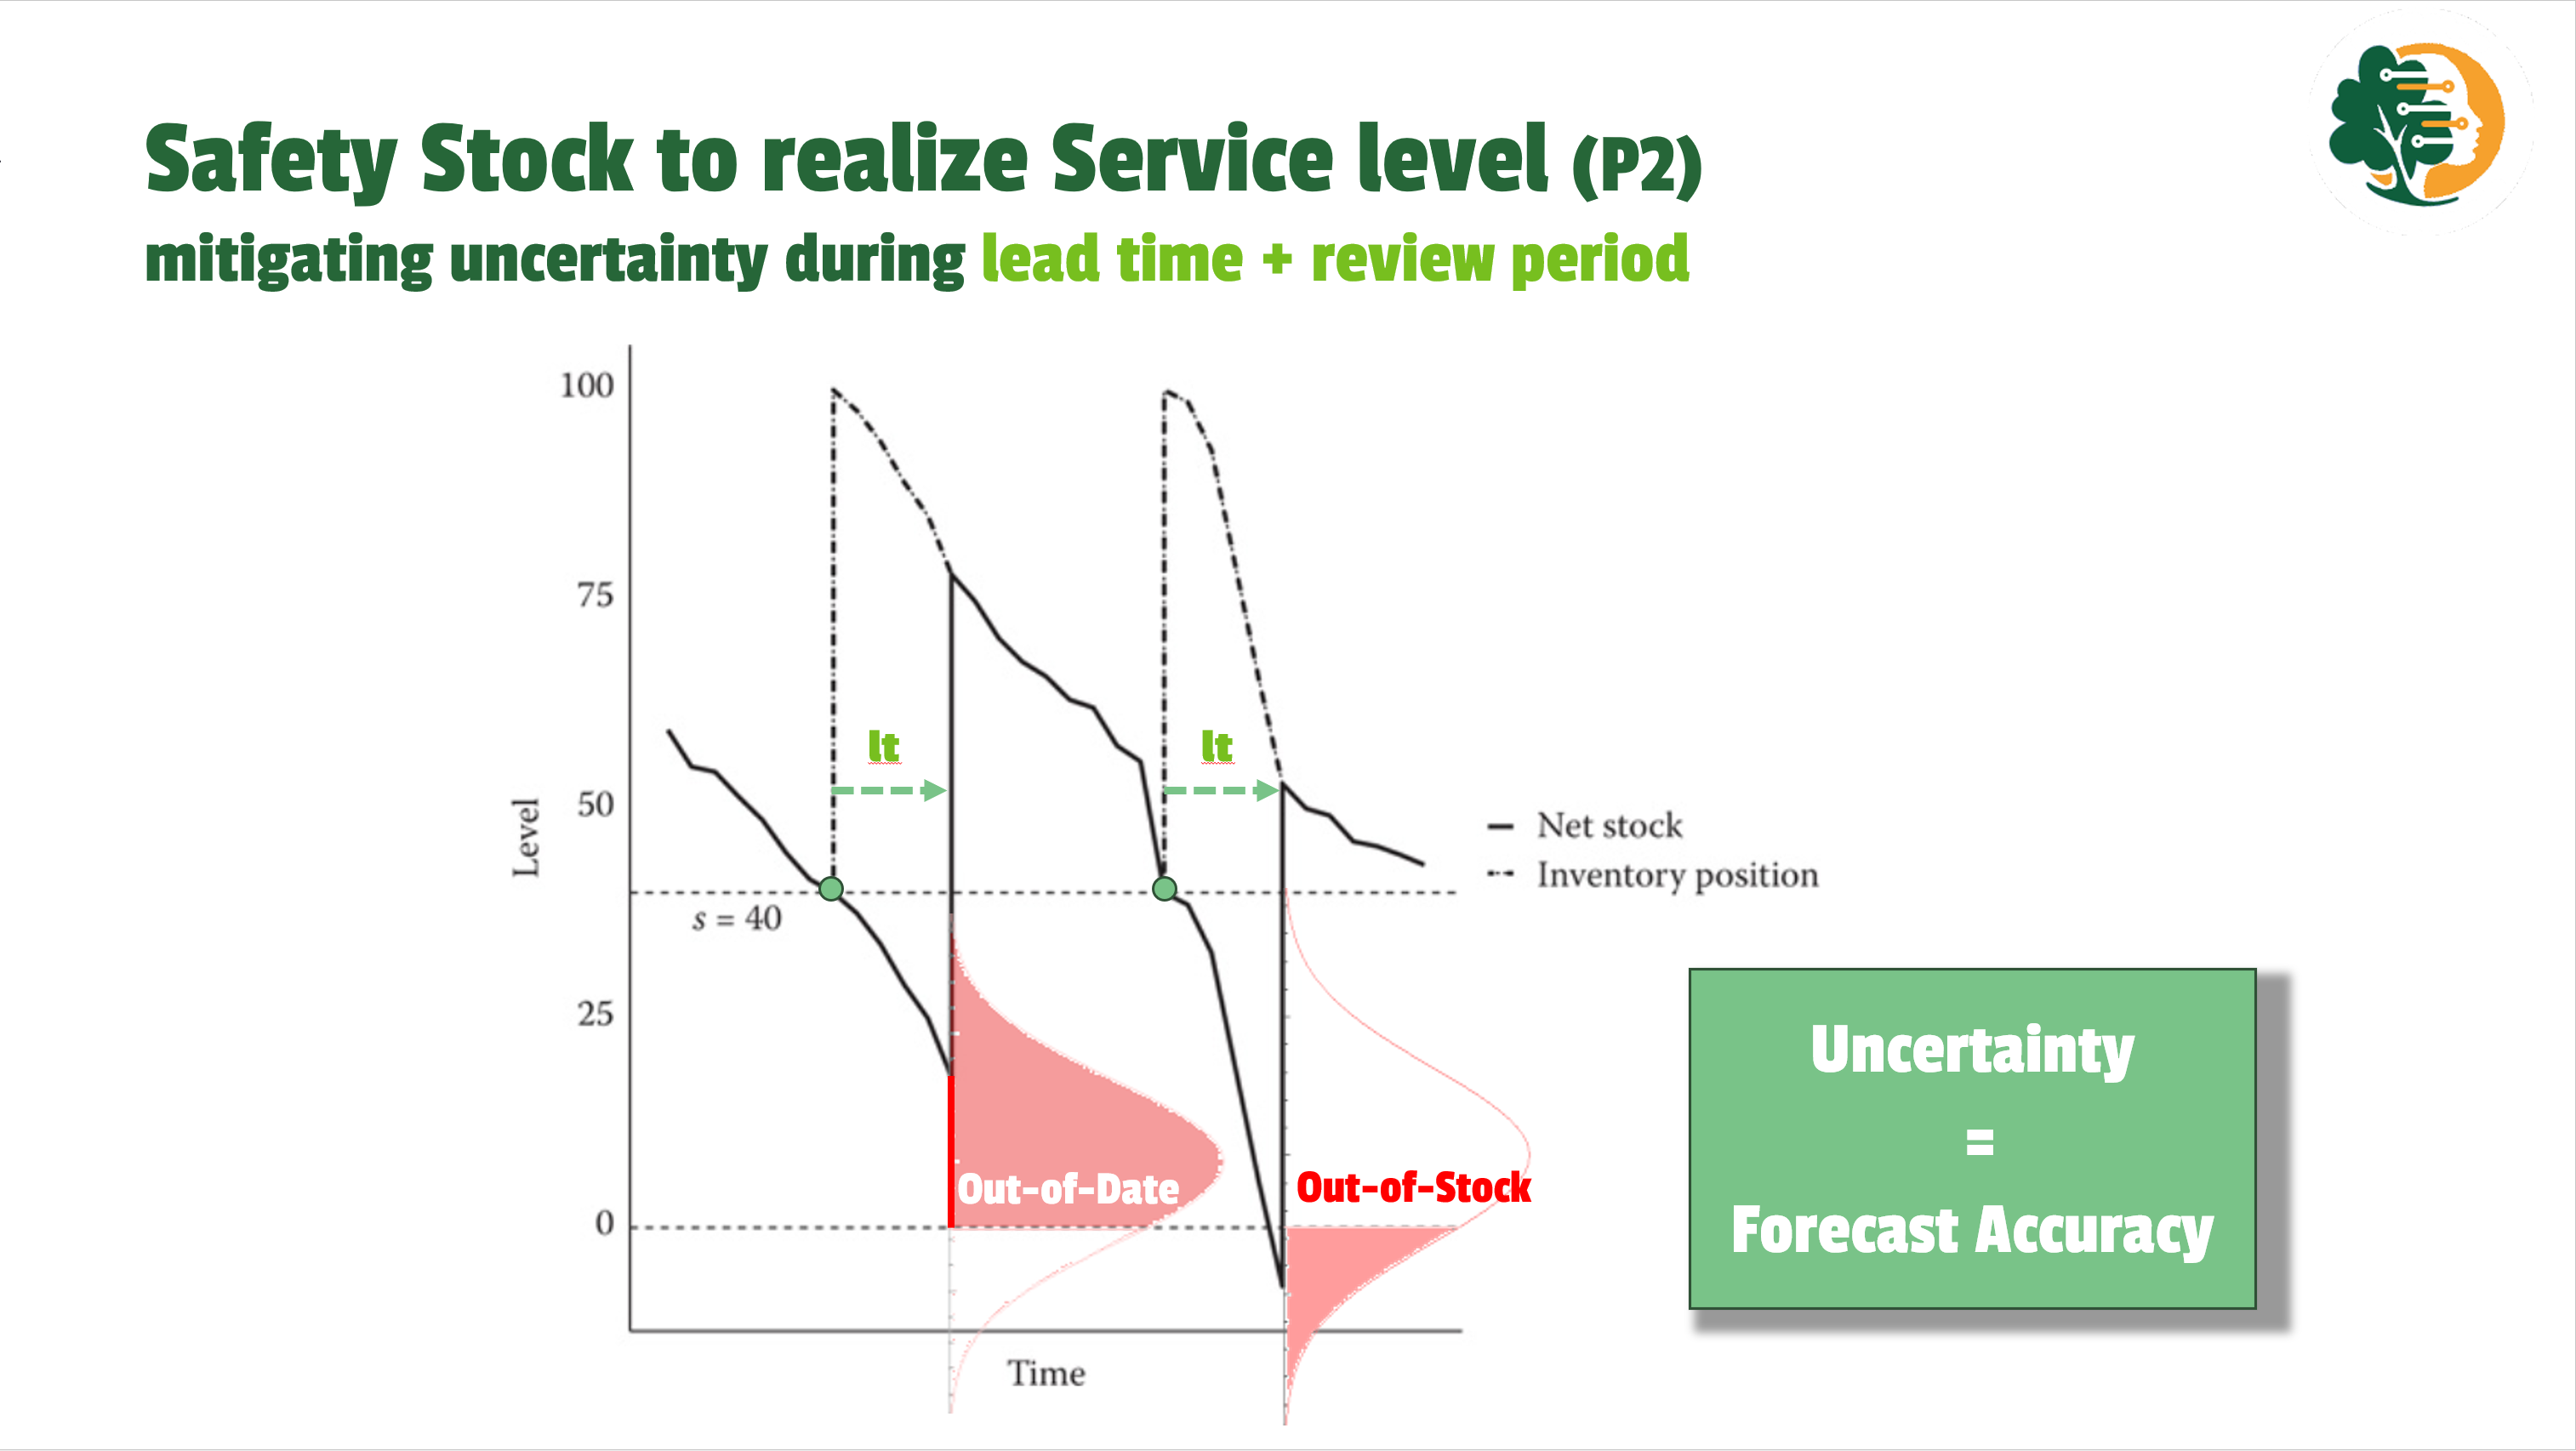 Safety Stock to realize Service level (P2)
mitigating uncertainty during lead time + review period
100
75
50
25
0
Level
s = 40
lt
lt
Net stock
Inventory position
Out-of-Date
Out-of-Stock
Time
Uncertainty
=
Forecast Accuracy